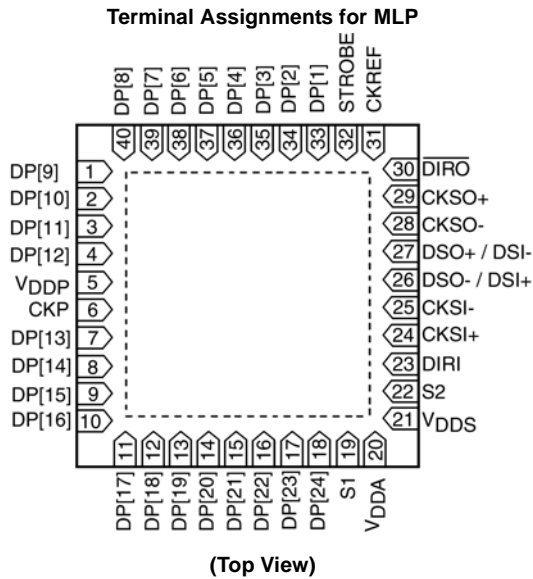 Terminal Assignments for MLP
DP[8] DP[7] DP[6] DP[5] DP[4] DP[3] DP[2] DP[1] STROBE CKREF
40 39 38 37 36 35 34 33 32 31
DP[9] 1 30 DIRO
DP[10] 2 29 CKSO+
DP[11] 3 28 CKSO-
DP[12] 4 27 DSO+ / DSI-
VDDP 5 26 DSO- / DSI+
CKP 6 25 CKSI-
DP[13] 7 24 CKSI+
DP[14] 8 23 DIRI
DP[15] 9 22 S2
DP[16] 10 21 VDDS
11 12 13 14 15 16 17 18 19 20
DP[17] DP[18] DP[19] DP[20] DP[21] DP[22] DP[23] DP[24] S1 VDDA
(Top View)